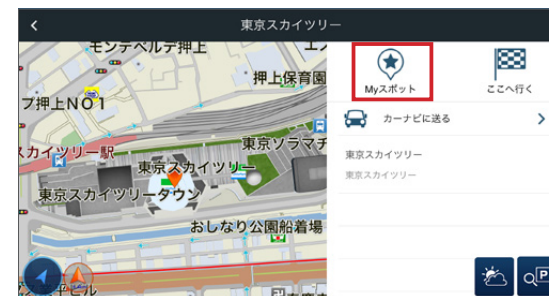 東京スカイツリー
モンテベルデ押上
押上保育園
プ押上NO1
カイツリー駅
東京ソラマチ
東京スカイツリー
東京スカイツリータウン
おしなり公園船着場
Myスポット
ここへ行く
カーナビに送る
東京スカイツリー
東京スカイツリー
P